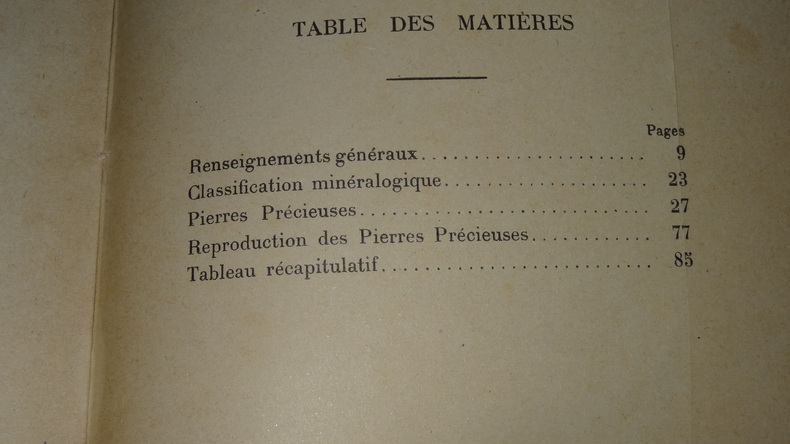 TABLE DES MATIÈRES
Pages
Renseignements généraux...................... 9
Classification minéralogique.................... 23
Pierres Précieuses............................ 27
Reproduction des Pierres Précieuses............ 77
Tableau récapitulatif.......................... 85